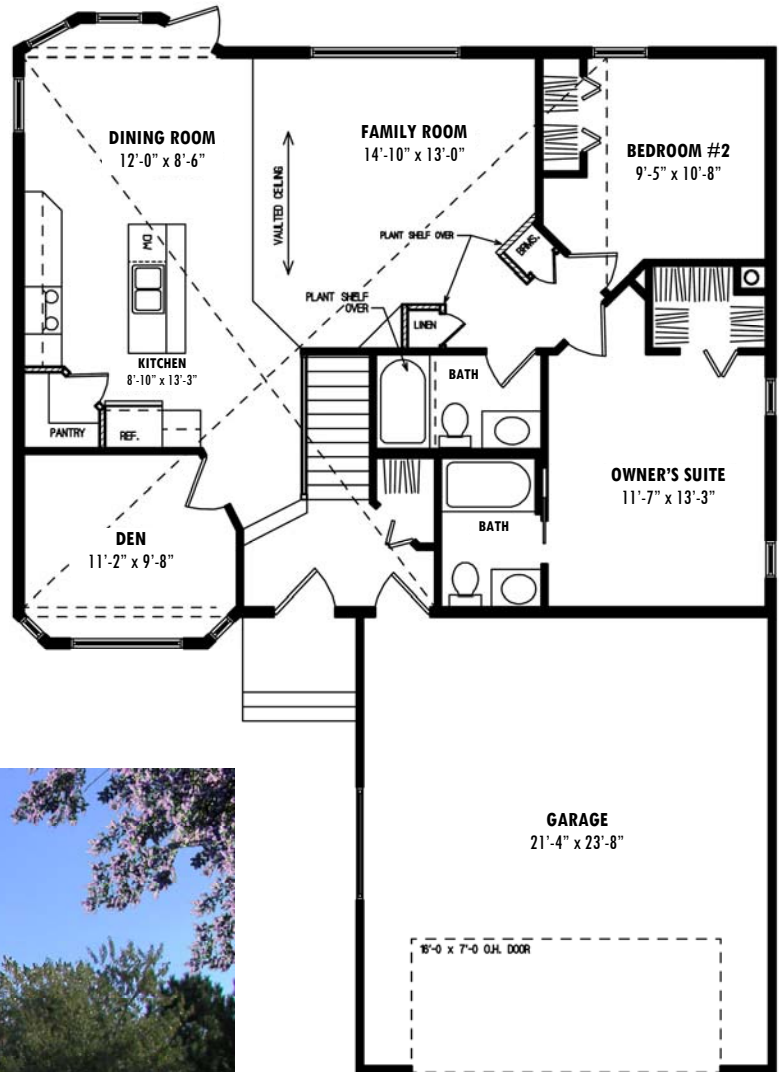 DINING ROOM
12'-0" x 8'-6"
FAMILY ROOM
14'-10" x 13'-0"
BEDROOM #2
9'-5" x 10'-8"
VAULTED CEILING
DW
PLANT SHELF OVER
BRMS.
PLANT SHELF
OVER
LINEN
KITCHEN
8'-10" x 13'-3"
BATH
PANTRY
REF.
OWNER'S SUITE
11'-7" x 13'-3"
DEN
11'-2" x 9'-8"
BATH
GARAGE
21'-4" x 23'-8"
16'-0 x 7'-0 O.H. DOOR